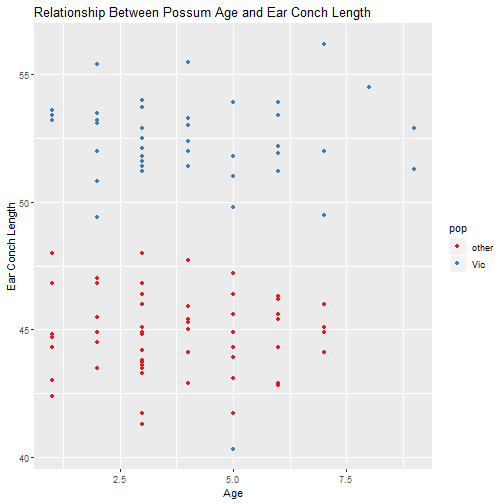 Relationship Between Possum Age and Ear Conch Length
55
50
45
40
Ear Conch Length
2.5
5.0
7.5
Age
pop
other
Vic